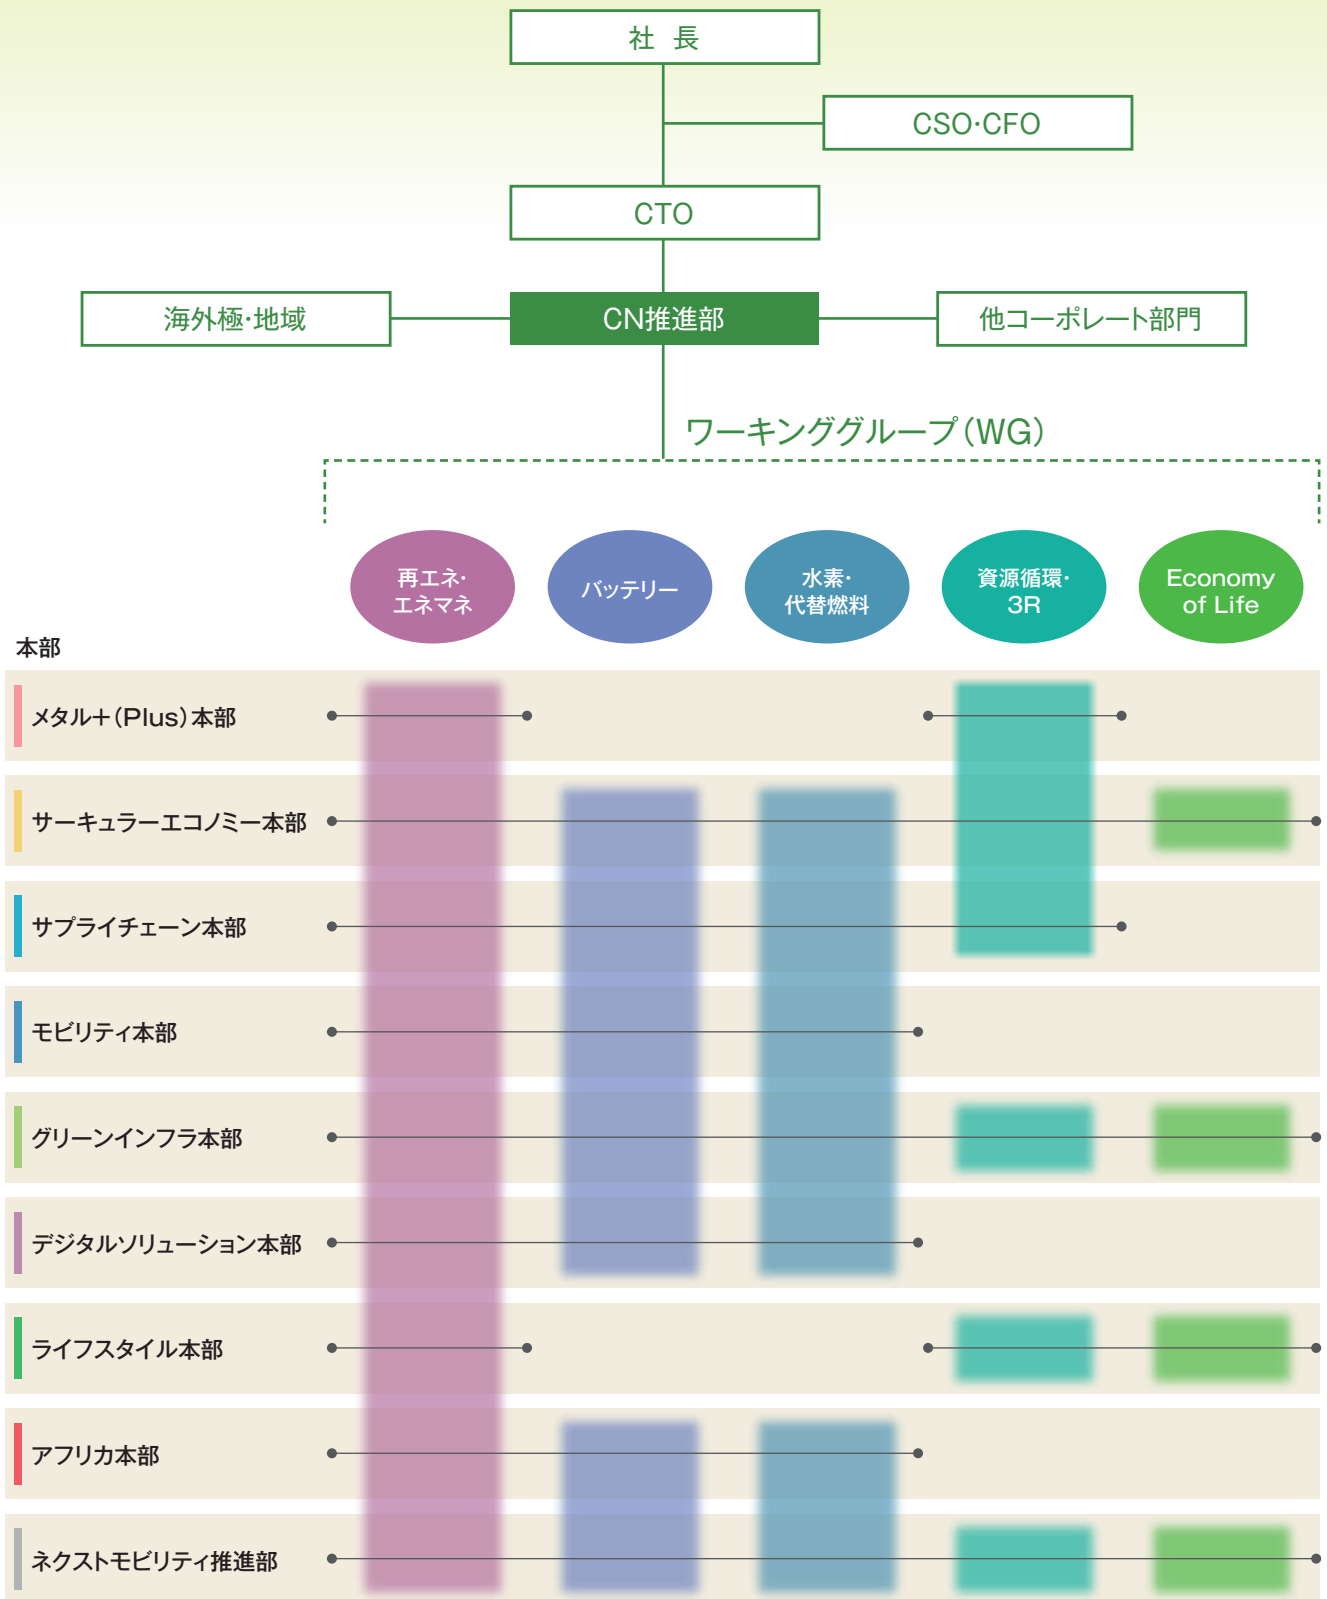 社 長
CSO・CFO
CTO
海外極・地域
CN推進部
他コーポレート部門
ワーキンググループ（WG）
再エネ・
エネマネ
バッテリー
水素・
代替燃料
資源循環・
3R
Economy
of Life
本部
メタル＋（Plus）本部
サーキュラーエコノミー本部
サプライチェーン本部
モビリティ本部
グリーンインフラ本部
デジタルソリューション本部
ライフスタイル本部
アフリカ本部
ネクストモビリティ推進部